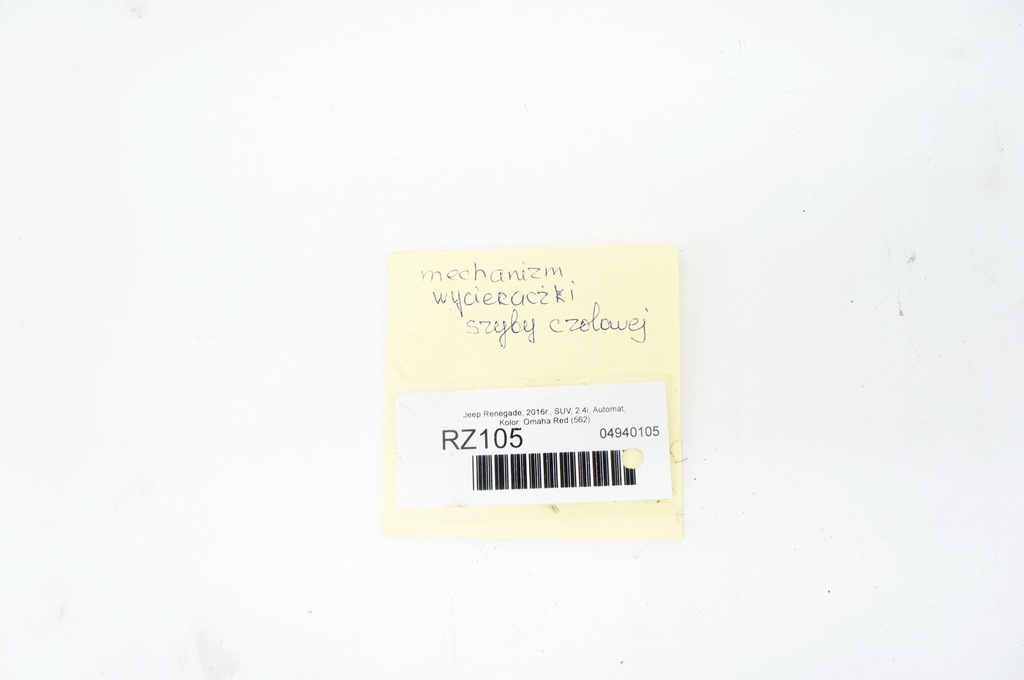 mechanizm
wycieraczki
szyby czołowej
Jeep Renegade, 2016r., SUV, 2.4i, Automat,
Kolor: Omaha Red (562)
RZ105 04940105